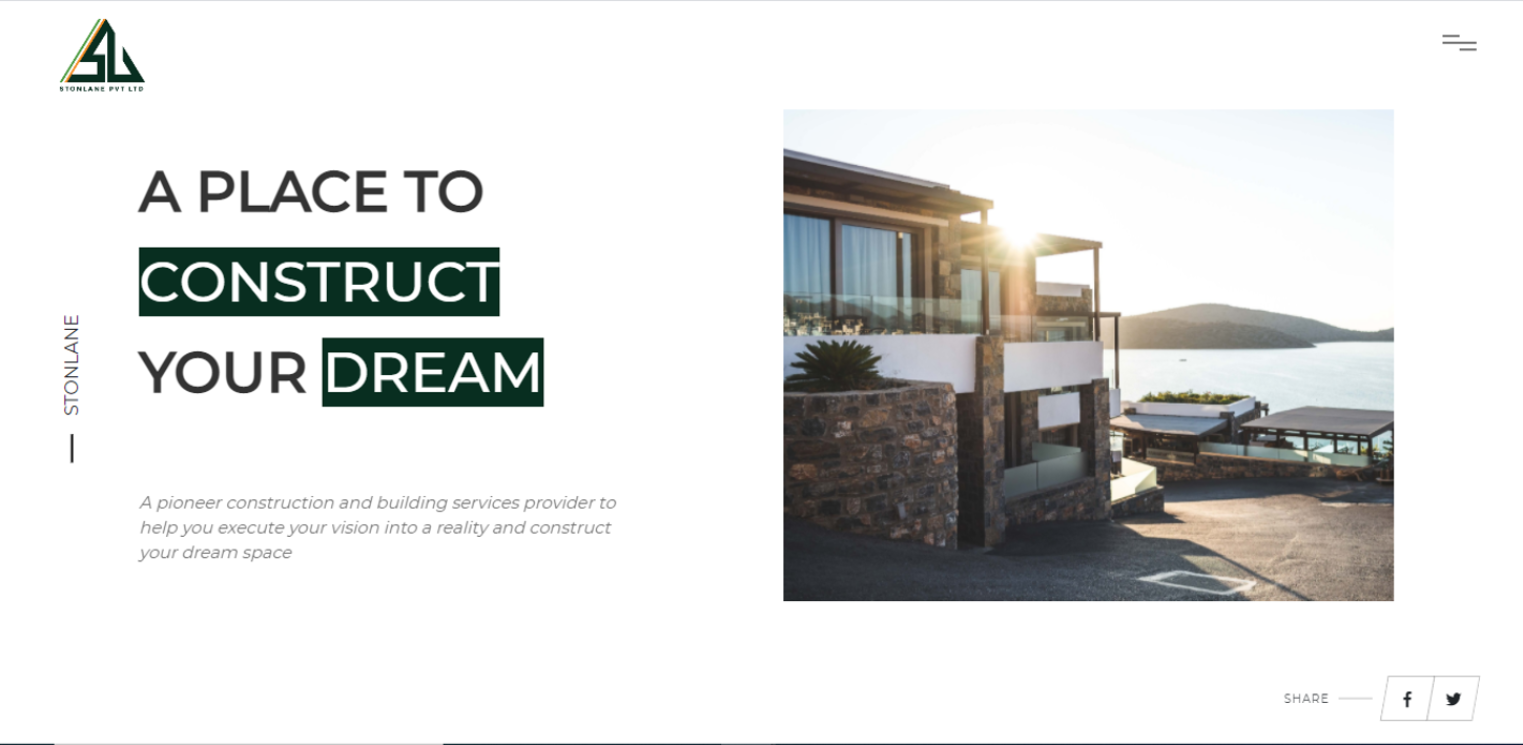 STONLANE PVT LTD
A PLACE TO
CONSTRUCT
YOUR DREAM
STONLANE
A pioneer construction and building services provider to
help you execute your vision into a reality and construct
your dream space
SHARE